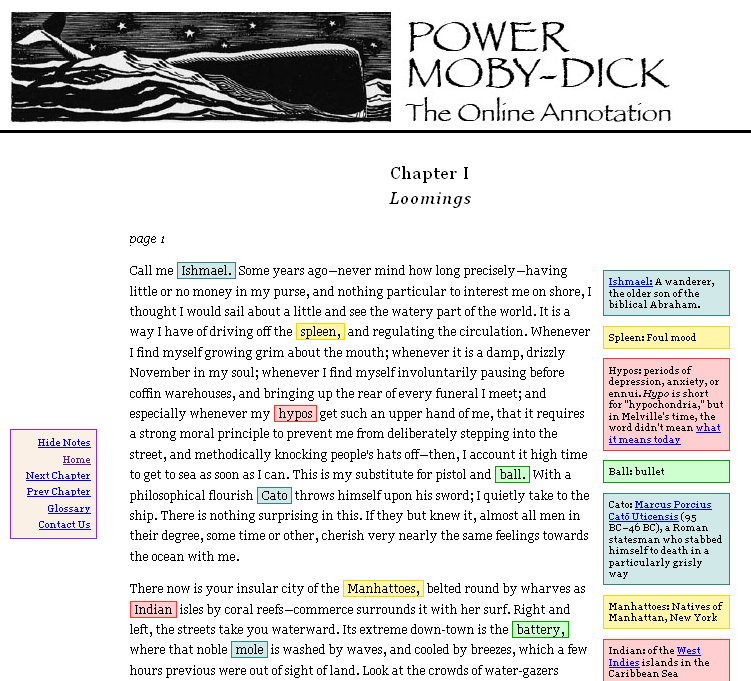 POWER
MOBY-DICK
The Online Annotation
Chapter I
Loomings
page 1
Call me Ishmael. Some years ago—never mind how long precisely—having
little or no money in my purse, and nothing particular to interest me on shore, I
thought I would sail about a little and see the watery part of the world. It is a
way I have of driving off the spleen, and regulating the circulation. Whenever
I find myself growing grim about the mouth; whenever it is a damp, drizzly
November in my soul; whenever I find myself involuntarily pausing before
coffin warehouses, and bringing up the rear of every funeral I meet; and
especially whenever my hypos get such an upper hand of me, that it requires
a strong moral principle to prevent me from deliberately stepping into the
street, and methodically knocking people's hats off—then, I account it high time
to get to sea as soon as I can. This is my substitute for pistol and ball. With a
philosophical flourish Cato throws himself upon his sword; I quietly take to the
ship. There is nothing surprising in this. If they but knew it, almost all men in
their degree, some time or other, cherish very nearly the same feelings towards
the ocean with me.
There now is your insular city of the Manhattoes, belted round by wharves as
Indian isles by coral reefs—commerce surrounds it with her surf. Right and
left, the streets take you waterward. Its extreme down-town is the battery,
where that noble mole is washed by waves, and cooled by breezes, which a few
hours previous were out of sight of land. Look at the crowds of water-gazers
Hide Notes
Home
Next Chapter
Prev Chapter
Glossary
Contact Us
Ishmael: A wanderer,
the older son of the
biblical Abraham.
Spleen: Foul mood
Hypos: periods of
depression, anxiety, or
ennui. Hypo is short
for "hypochondria," but
in Melville's time, the
word didn't mean what
it means today
Ball: bullet
Cato: Marcus Porcius
Cató Uticensis (95
BC–46 BC), a Roman
statesman who stabbed
himself to death in a
particularly grisly
way
Manhattoes: Natives of
Manhattan, New York
Indian: of the West
Indies islands in the
Caribbean Sea